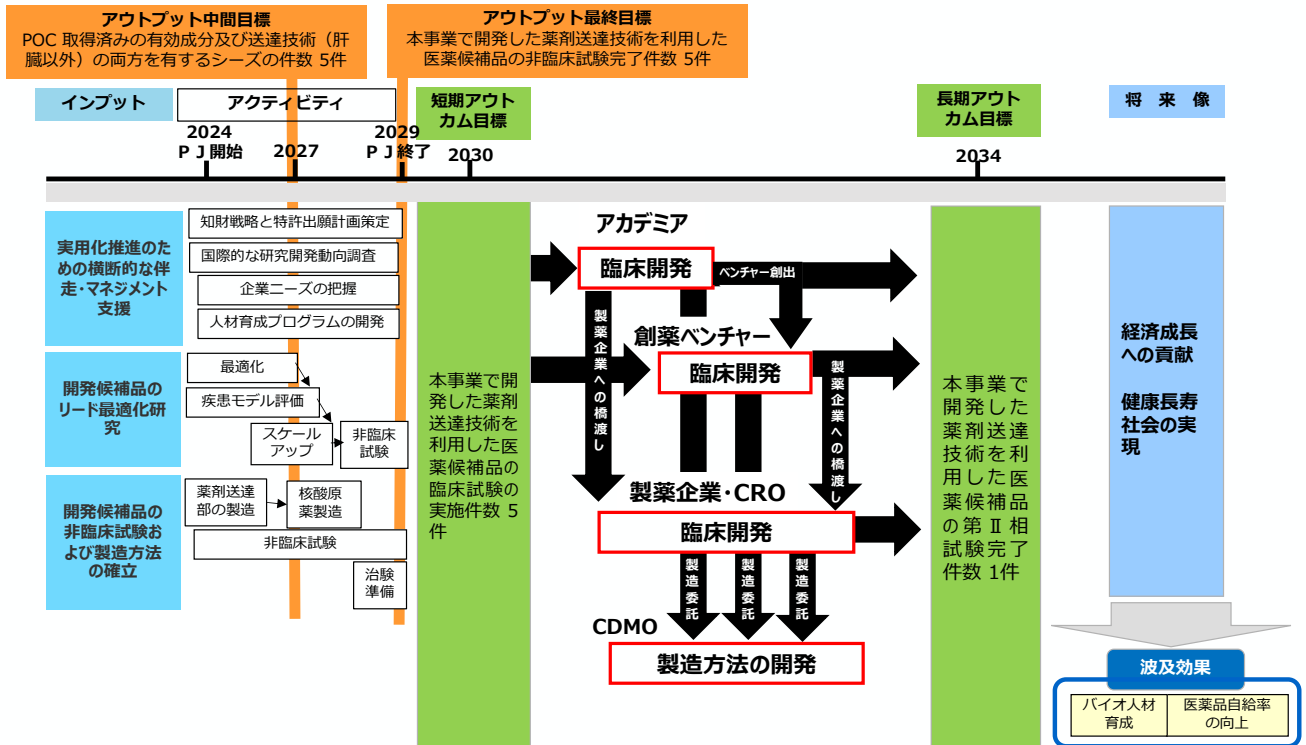 アウトプット中間目標
POC 取得済みの有効成分及び送達技術（肝
臓以外）の両方を有するシーズの件数 5件
アウトプット最終目標
本事業で開発した薬剤送達技術を利用した
医薬候補品の非臨床試験完了件数 5件
インプット
アクティビティ
短期アウト
カム目標
長期アウト
カム目標
将 来 像
2024
ＰＪ開始
2027
2029
ＰＪ終了
2030
2034
実用化推進のた
めの横断的な伴
走・マネジメント
支援
知財戦略と特許出願計画策定
国際的な研究開発動向調査
企業ニーズの把握
人材育成プログラムの開発
開発候補品の
リード最適化研
究
最適化
疾患モデル評価
スケール
アップ
非臨床
試験
開発候補品の
非臨床試験お
よび製造方法
の確立
薬剤送達
部の製造
核酸原
薬製造
非臨床試験
治験
準備
本事業で開
発した薬剤
送達技術を
利用した医
薬候補品の
臨床試験の
実施件数 5
件
アカデミア
臨床開発
ベンチャー創出
製薬企業への橋渡し
創薬ベンチャー
臨床開発
製薬企業への橋渡し
製薬企業・CRO
臨床開発
製造委託
製造委託
製造委託
CDMO
製造方法の開発
本事業で
開発した
薬剤送達
技術を利
用した医
薬候補品
の第Ⅱ相
試験完了
件数 1件
経済成長
への貢献
健康長寿
社会の実
現
波及効果
バイオ人材
育成
医薬品自給率
の向上